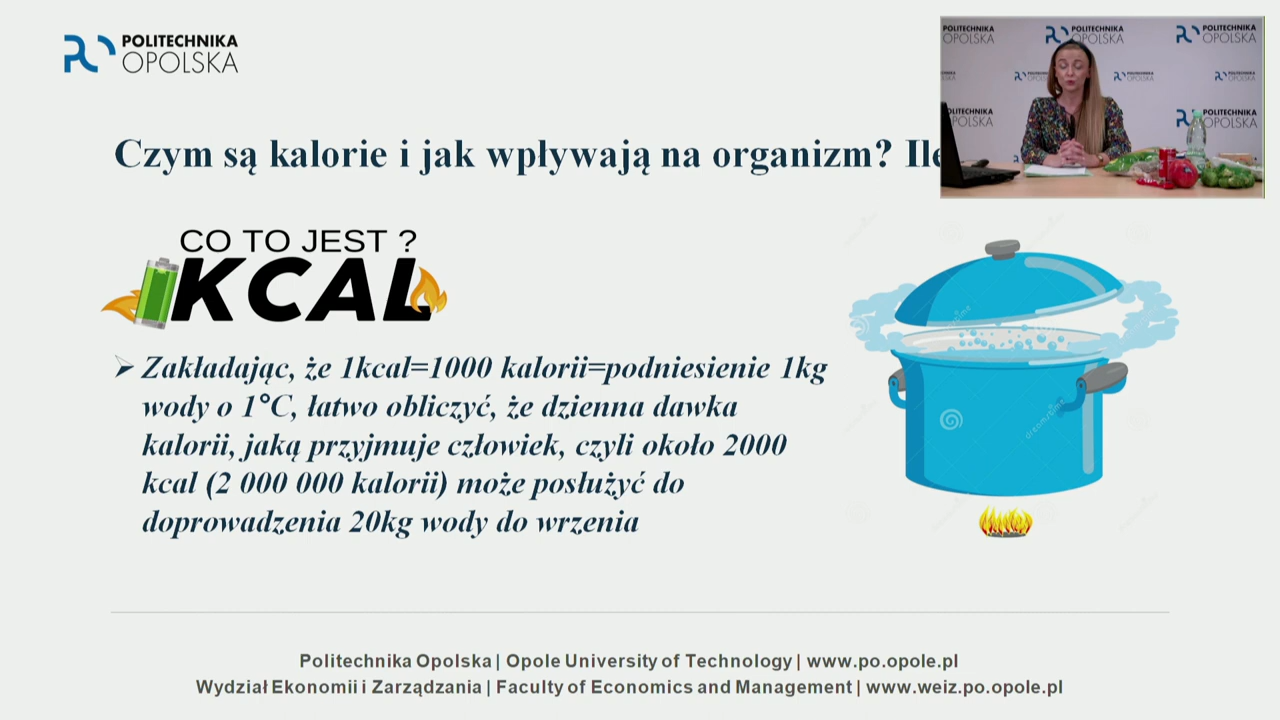 POLITECHNIKA
OPOLSKA
Czym są kalorie i jak wpływają na organizm? Ile
CO TO JEST ?
KCAL
Zakładając, że 1kcal=1000 kalorii=podniesienie 1kg
wody o 1°C, łatwo obliczyć, że dzienna dawka
kalorii, jaką przyjmuje człowiek, czyli około 2000
kcal (2 000 000 kalorii) może posłużyć do
doprowadzenia 20kg wody do wrzenia
Politechnika Opolska | Opole University of Technology | www.po.opole.pl
Wydział Ekonomii i Zarządzania | Faculty of Economics and Management | www.weiz.po.opole.pl
POLITECHNIKA
OPOLSKA
dreamstime